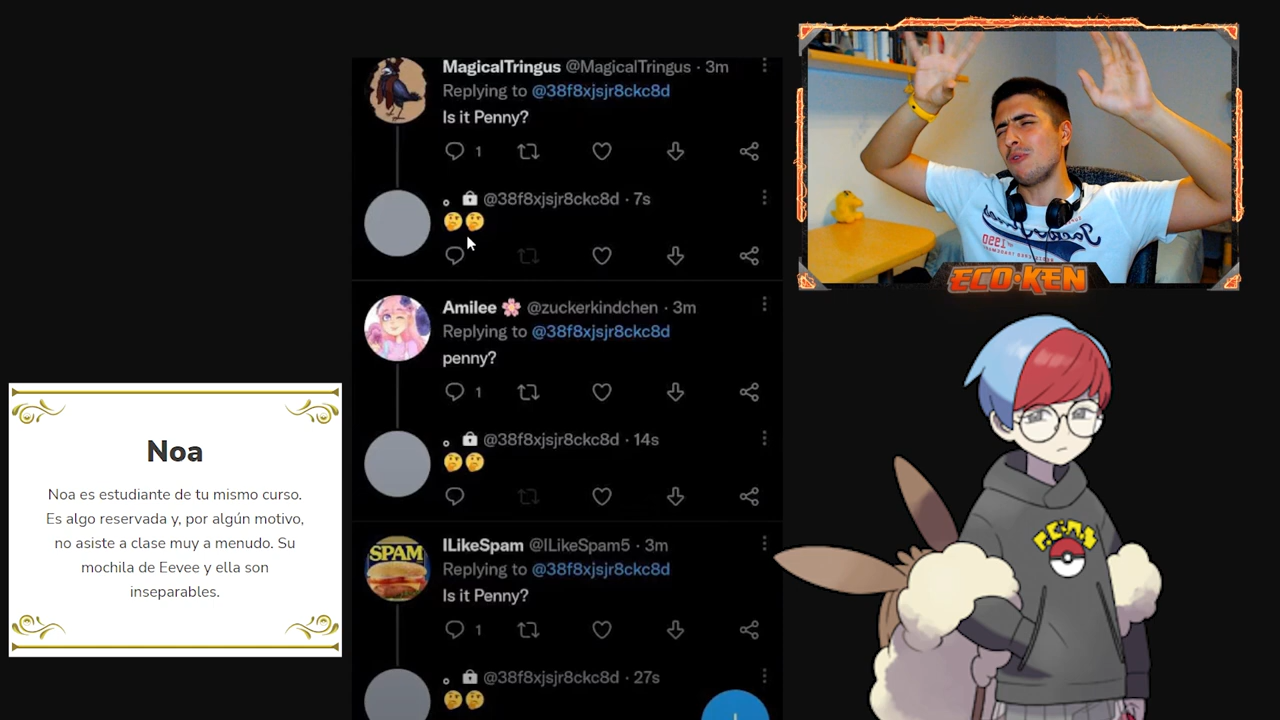 Noa
Noa es estudiante de tu mismo curso.
Es algo reservada y, por algún motivo,
no asiste a clase muy a menudo. Su
mochila de Eevee y ella son
inseparables.
MagicalTringus @MagicalTringus · 3m
Replying to @38f8xjsjr8ckc8d
Is it Penny?
1
@38f8xjsjr8ckc8d · 7s
🤔🤔
Amilee 🌸 @zuckerkindchen · 3m
Replying to @38f8xjsjr8ckc8d
penny?
1
@38f8xjsjr8ckc8d · 14s
🤔🤔
SPAM
ILikeSpam @ILikeSpam5 · 3m
Replying to @38f8xjsjr8ckc8d
Is it Penny?
1
@38f8xjsjr8ckc8d · 27s
🤔🤔
1990
ECO·KEN